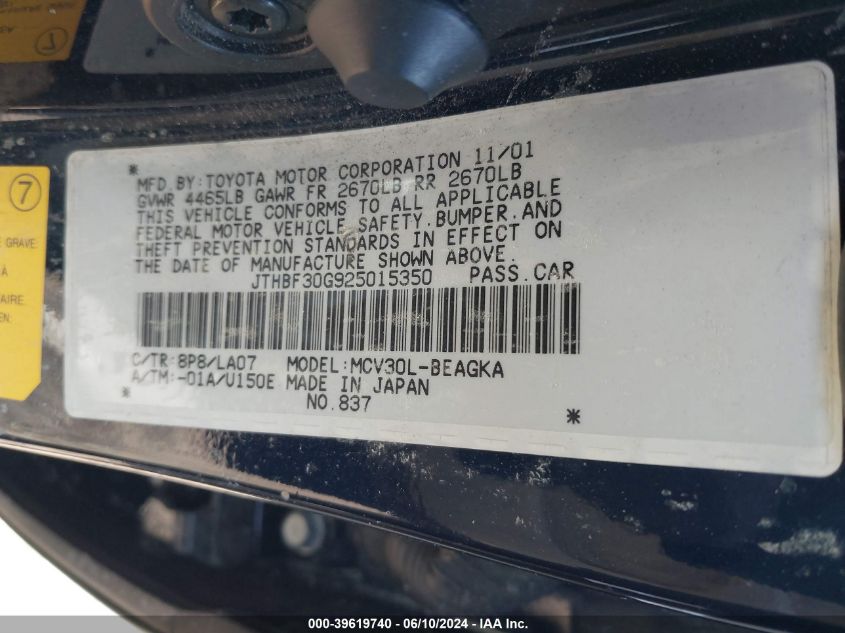 7
GRAVE
À
AIRE.
EN:
*
MFD. BY: TOYOTA MOTOR CORPORATION 11/01
GVWR 4465LB GAWR FR 2670LB RR 2670LB
THIS VEHICLE CONFORMS TO ALL APPLICABLE
FEDERAL MOTOR VEHICLE SAFETY, BUMPER, AND
THEFT PREVENTION STANDARDS IN EFFECT ON
THE DATE OF MANUFACTURE SHOWN ABOVE.
JTHBF30G925015350 PASS. CAR
C/TR: 8P8/LA07 MODEL: MCV30L-BEAGKA
A/TM: -01A/U150E MADE IN JAPAN
* NO. 837 *
000-39619740 / 06/10/2024 - IAA Inc.